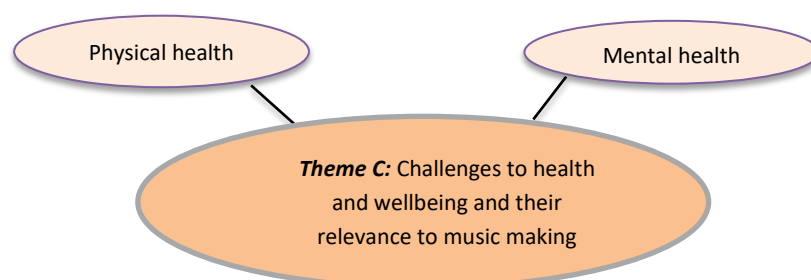 Physical health
Mental health
Theme C: Challenges to health
and wellbeing and their
relevance to music making